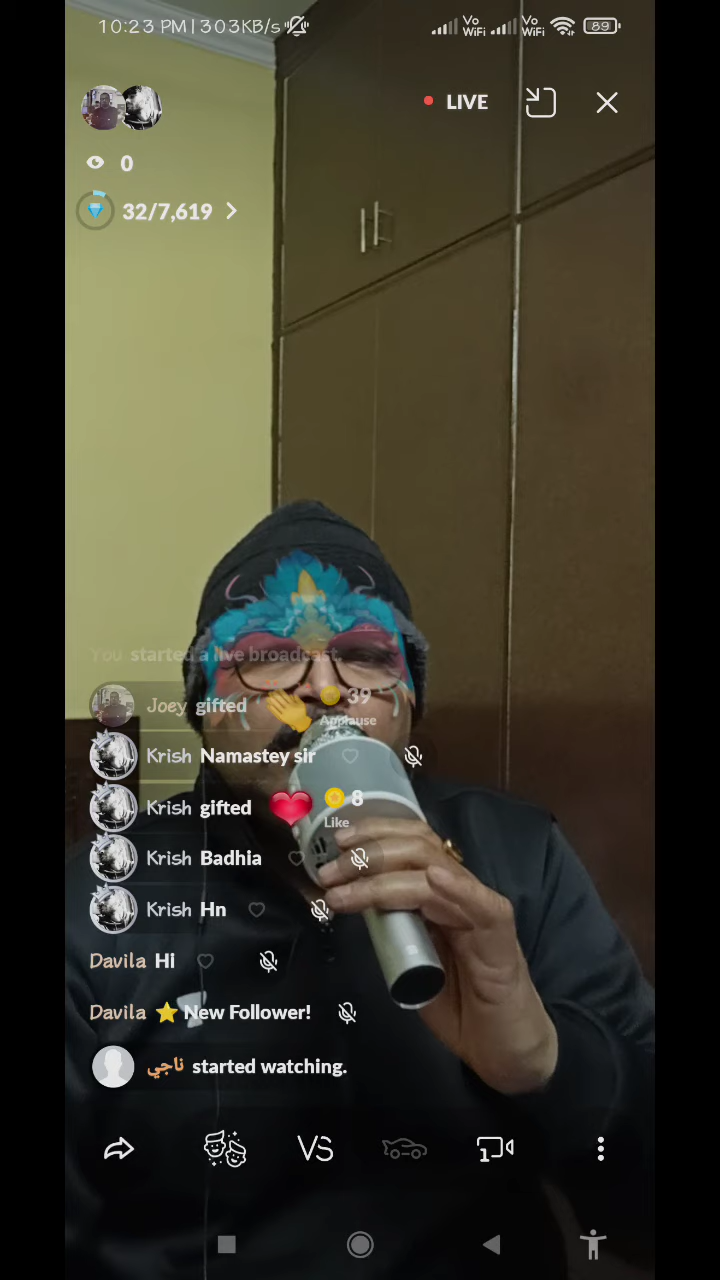 10:23 PM | 303KB/s
Vo WiFi Vo WiFi 89
LIVE
0
32/7,619
You started a live broadcast.
Joey gifted 39
Applause
Krish Namastey sir
Krish gifted 8
Like
Krish Badhia
Krish Hn
Davila Hi
Davila ⭐ New Follower!
ناجي started watching.
VS
1